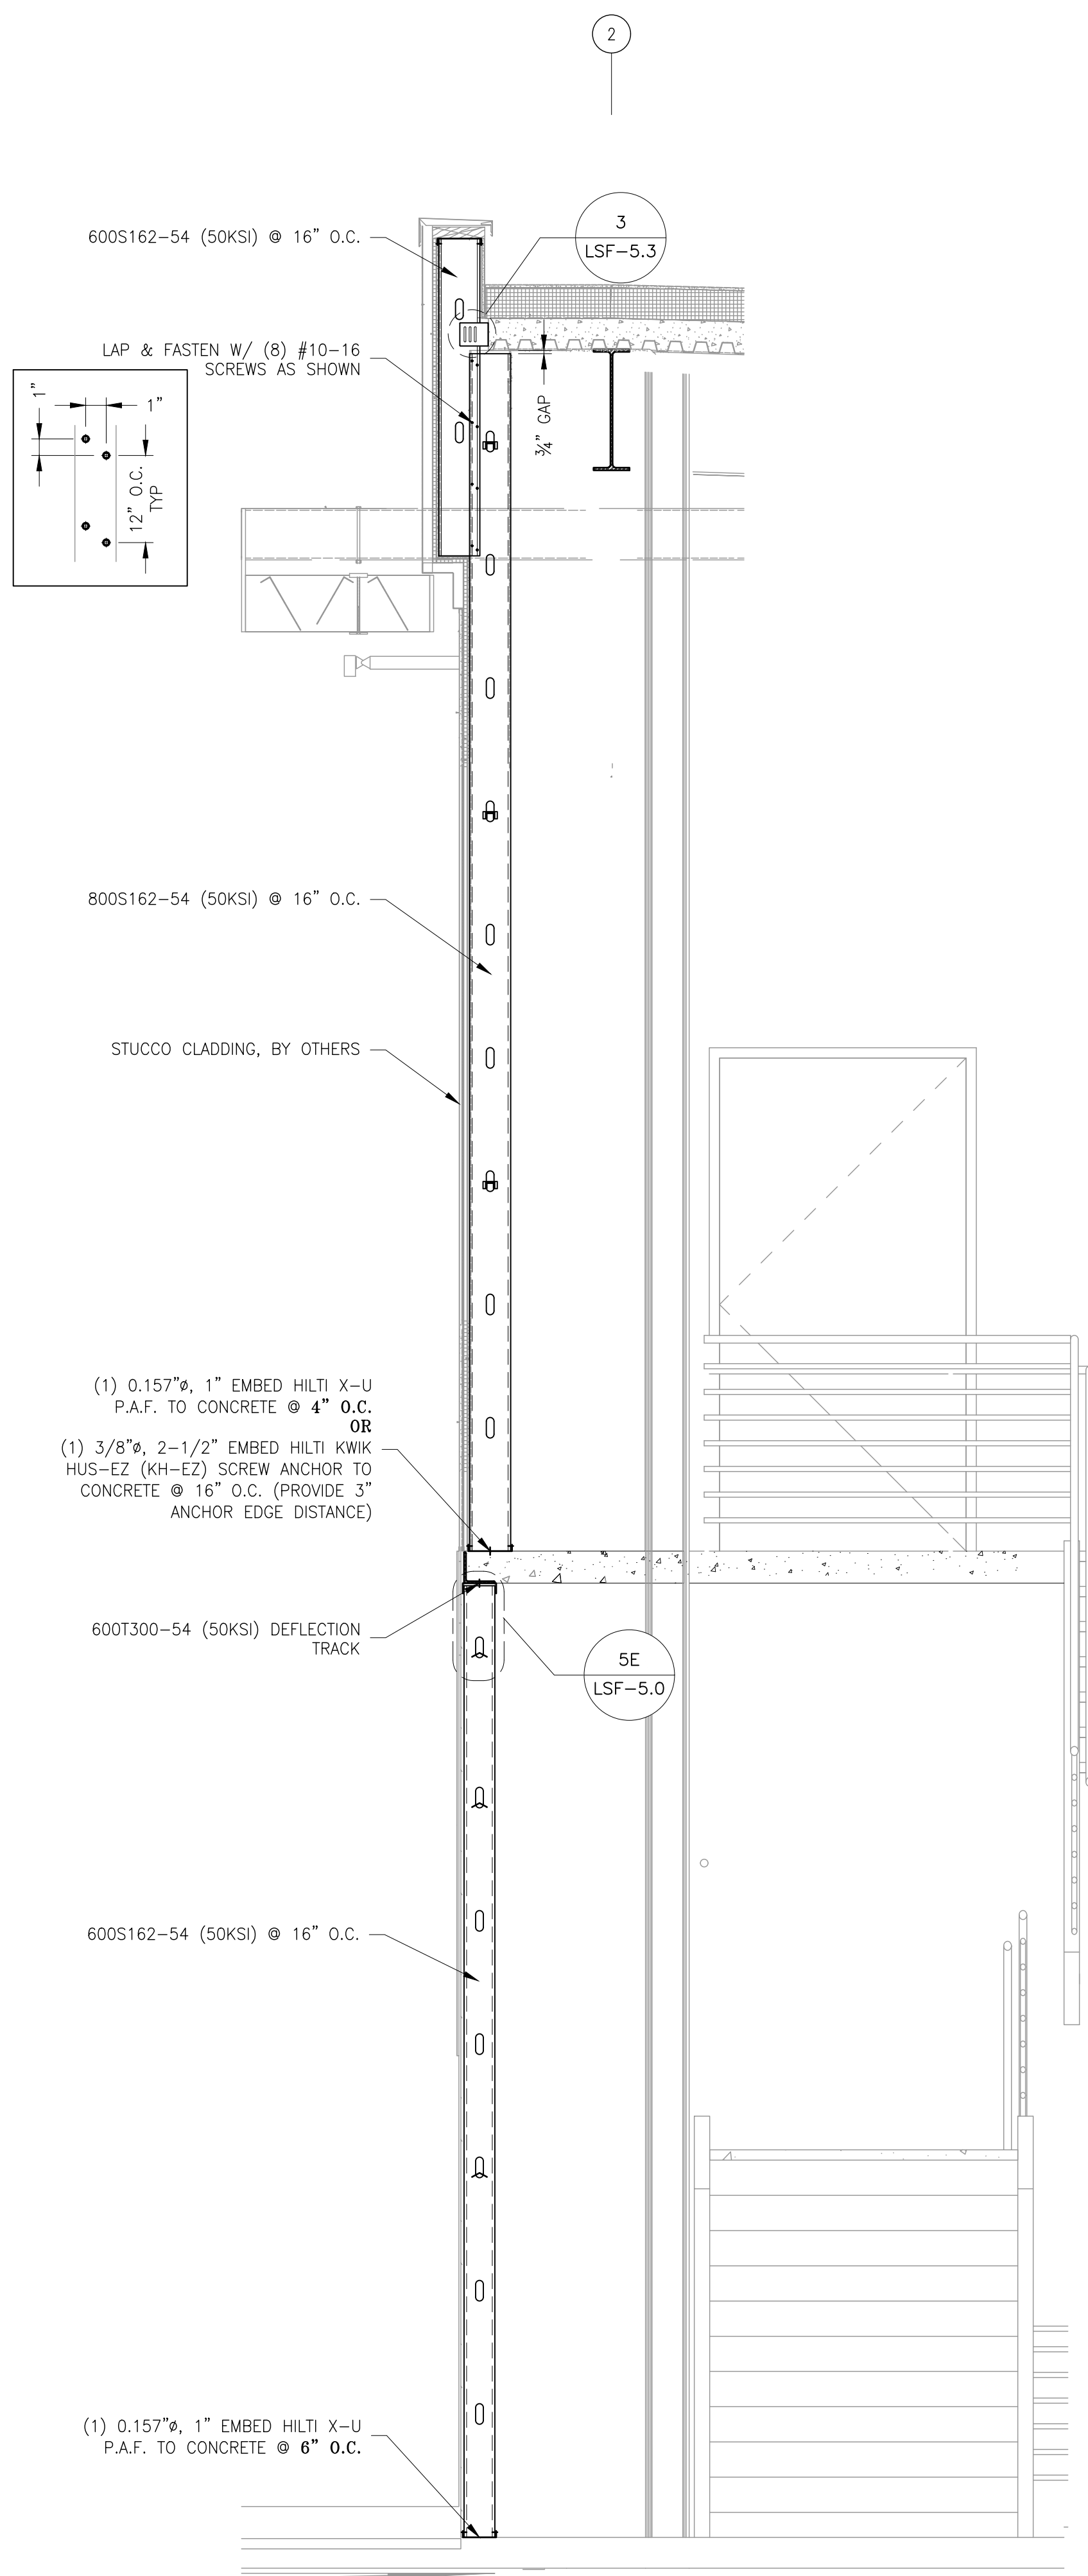 2
600S162-54 (50KSI) @ 16" O.C.
3
LSF-5.3
LAP & FASTEN W/ (8) #10-16
SCREWS AS SHOWN
1"
1"
12" O.C.
TYP
¾" GAP
800S162-54 (50KSI) @ 16" O.C.
STUCCO CLADDING, BY OTHERS
(1) 0.157"ø, 1" EMBED HILTI X-U
P.A.F. TO CONCRETE @ 4" O.C.
OR
(1) 3/8"ø, 2-1/2" EMBED HILTI KWIK
HUS-EZ (KH-EZ) SCREW ANCHOR TO
CONCRETE @ 16" O.C. (PROVIDE 3"
ANCHOR EDGE DISTANCE)
600T300-54 (50KSI) DEFLECTION
TRACK
5E
LSF-5.0
600S162-54 (50KSI) @ 16" O.C.
(1) 0.157"ø, 1" EMBED HILTI X-U
P.A.F. TO CONCRETE @ 6" O.C.